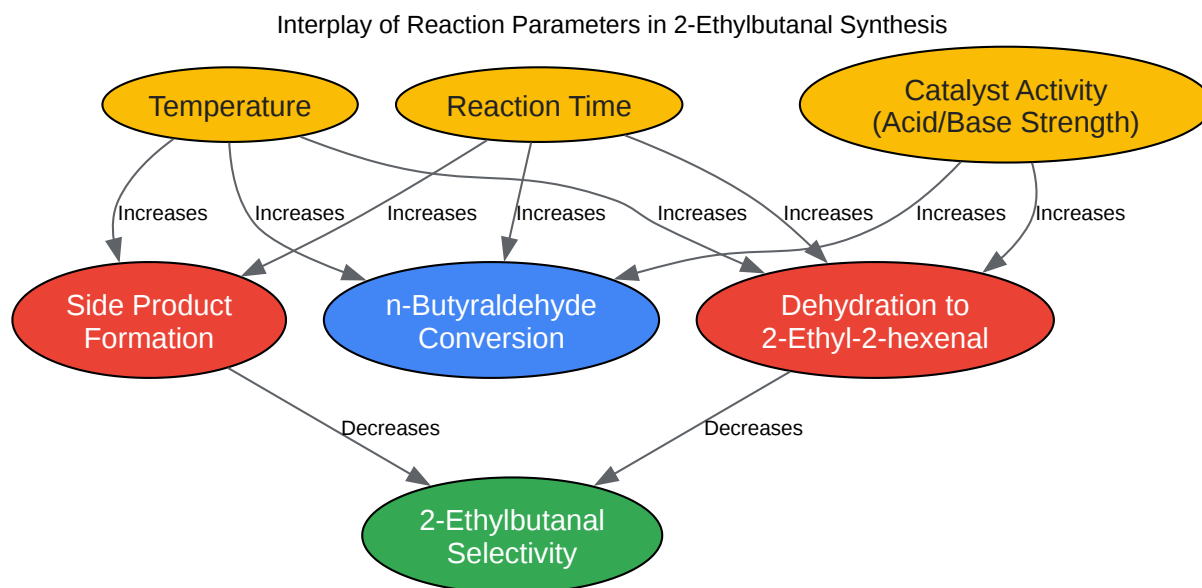 Interplay of Reaction Parameters in 2-Ethylbutanal Synthesis
Temperature
Reaction Time
Catalyst Activity
(Acid/Base Strength)
Increases
Increases
Increases
Increases
Increases
Increases
Increases
Side Product
Formation
n-Butyraldehyde
Conversion
Dehydration to
2-Ethyl-2-hexenal
Decreases
Decreases
2-Ethylbutanal
Selectivity